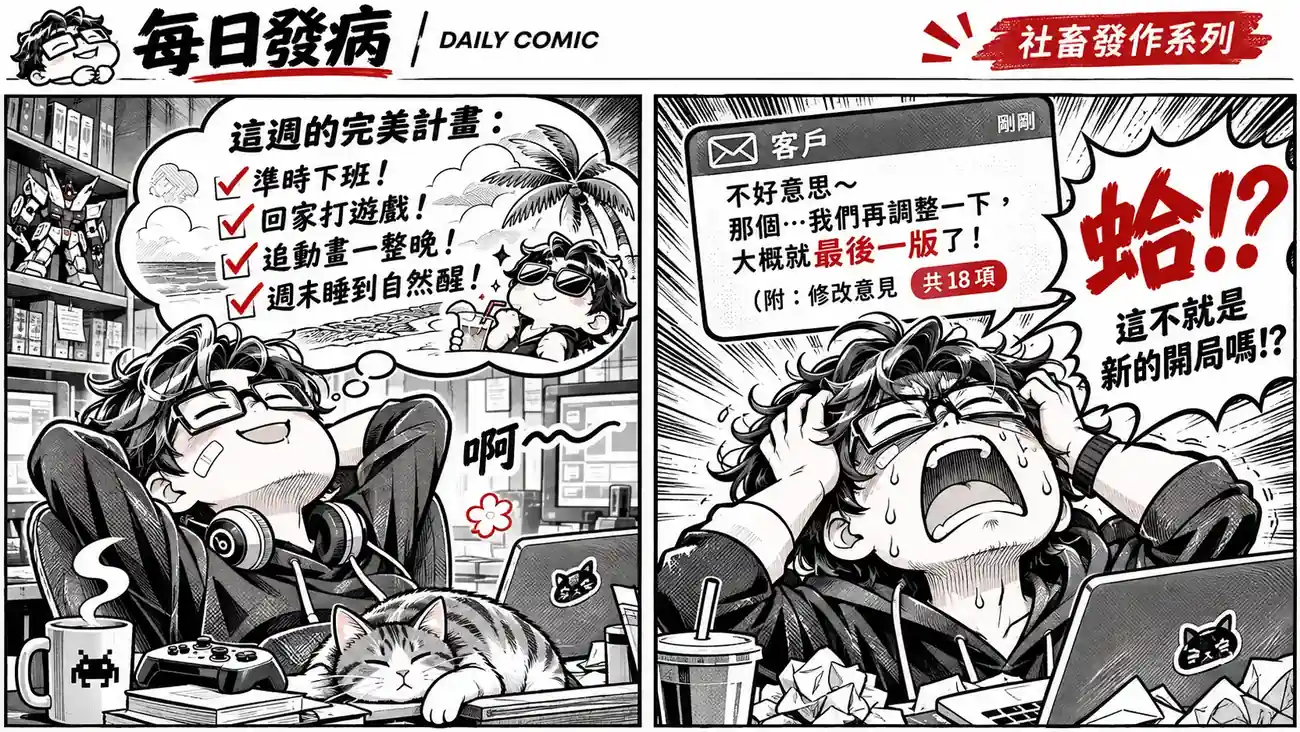 每日發病
DAILY COMIC
社畜發作系列
這週的完美計畫：
準時下班！
回家打遊戲！
追動畫一整晚！
週末睡到自然醒！
啊～～
客戶
剛剛
不好意思～
那個…我們再調整一下，
大概就最後一版了！
（附：修改意見 共18項
蛤!?
這不就是
新的開局嗎!?